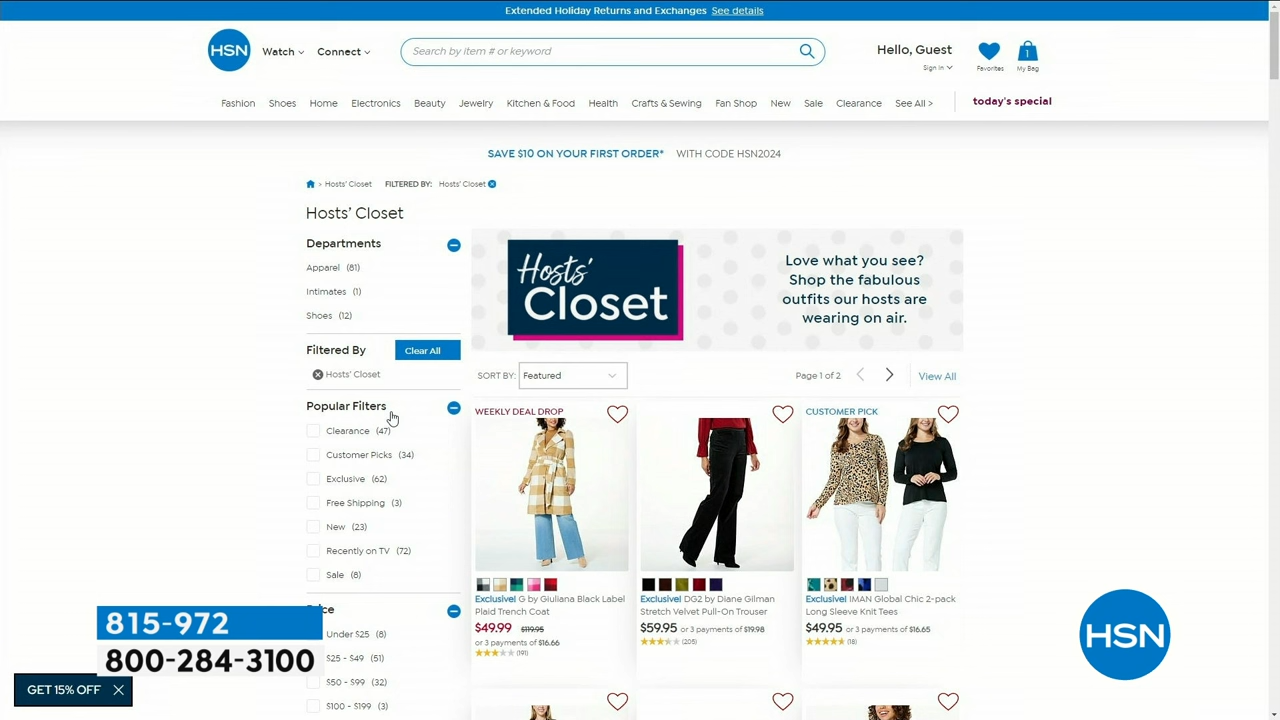 Extended Holiday Returns and Exchanges See details
HSN
Watch
Connect
Search by item # or keyword
Hello, Guest
Sign In
Favorites
1
My Bag
Fashion Shoes Home Electronics Beauty Jewelry Kitchen & Food Health Crafts & Sewing Fan Shop New Sale Clearance See All > today's special
SAVE $10 ON YOUR FIRST ORDER* WITH CODE HSN2024
> Hosts' Closet FILTERED BY: Hosts' Closet
Hosts' Closet
Departments
Apparel (81)
Intimates (1)
Shoes (12)
Filtered By
Clear All
Hosts' Closet
Popular Filters
Clearance (47)
Customer Picks (34)
Exclusive (62)
Free Shipping (3)
New (23)
Recently on TV (72)
Sale (8)
Under $25 (8)
$25 - $49 (51)
$50 - $99 (32)
$100 - $199 (3)
Hosts'
Closet
Love what you see?
Shop the fabulous
outfits our hosts are
wearing on air.
SORT BY: Featured
Page 1 of 2
View All
WEEKLY DEAL DROP
Exclusive! G by Giuliana Black Label
Plaid Trench Coat
$49.99 $119.95
or 3 payments of $16.66
(191)
Exclusive! DG2 by Diane Gilman
Stretch Velvet Pull-On Trouser
$59.95 or 3 payments of $19.98
(205)
CUSTOMER PICK
Exclusive! IMAN Global Chic 2-pack
Long Sleeve Knit Tees
$49.95 or 3 payments of $16.65
(18)
815-972
800-284-3100
GET 15% OFF
HSN